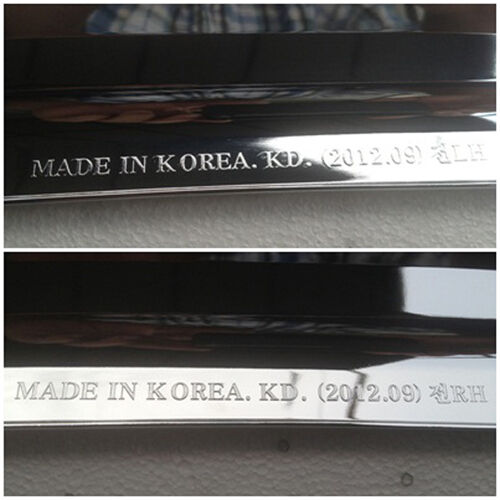 MADE IN KOREA. KD. (2012.09) 전LH
MADE IN KOREA. KD. (2012.09) 전RH